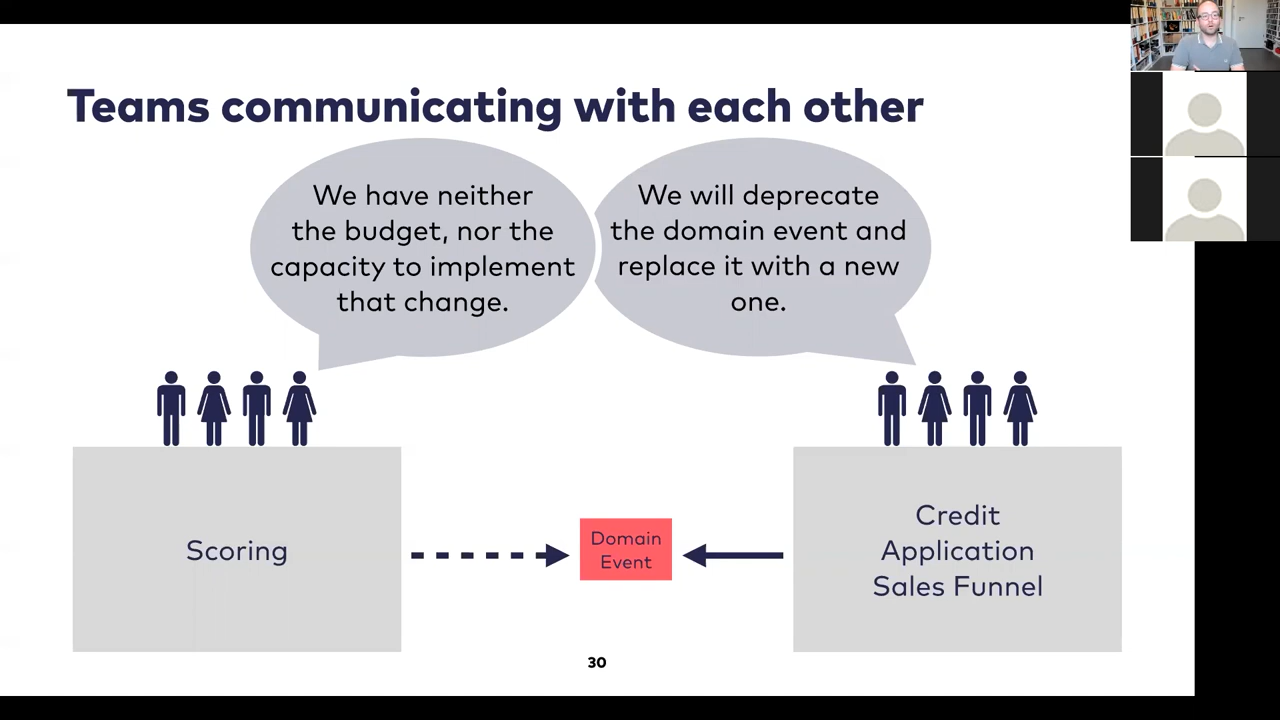 Teams communicating with each other
We have neither
the budget, nor the
capacity to implement
that change.
We will deprecate
the domain event and
replace it with a new
one.
Scoring
Domain
Event
Credit
Application
Sales Funnel
30